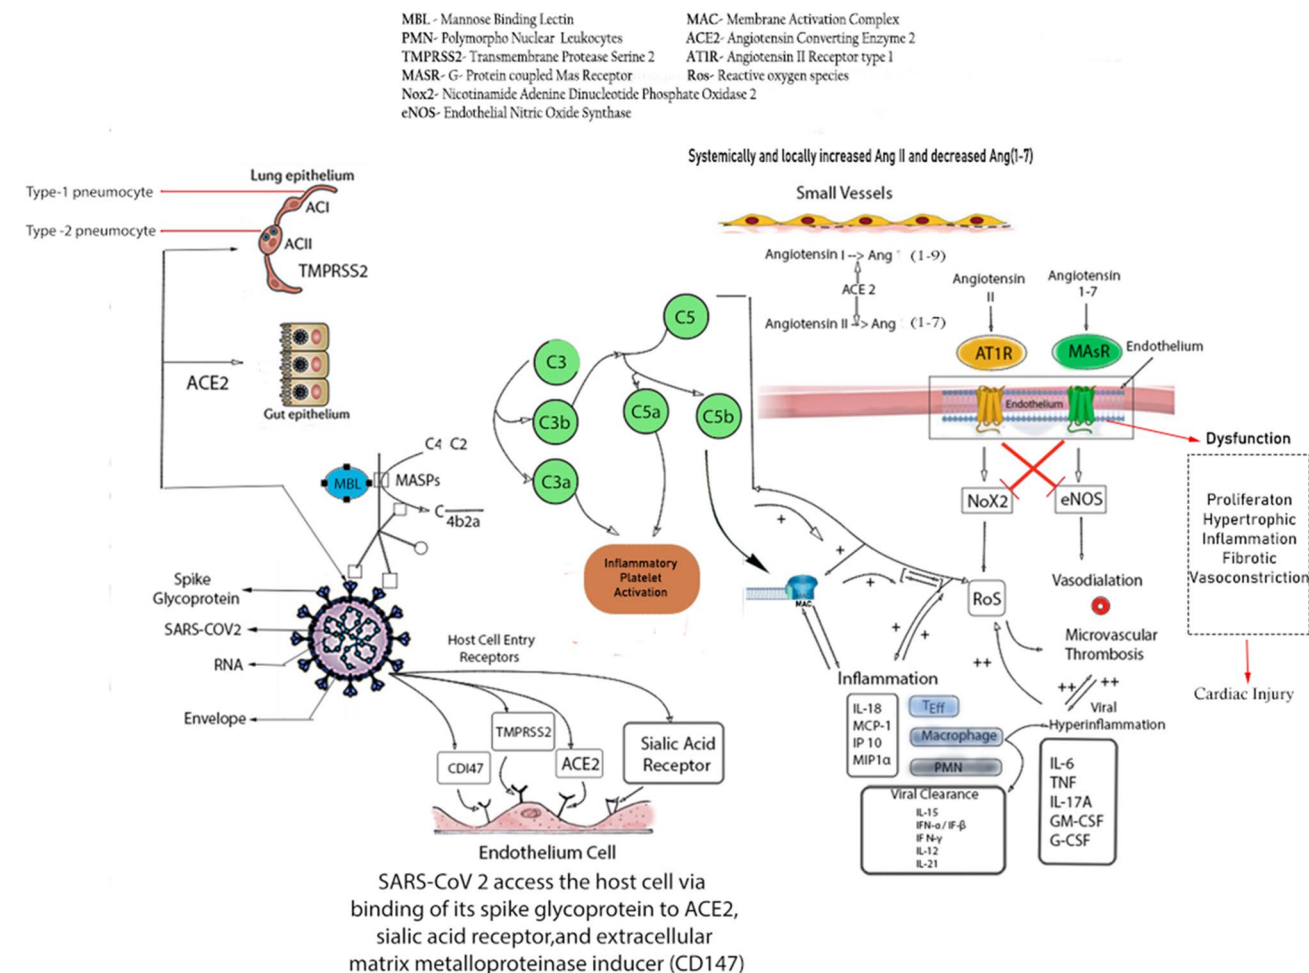 MBL - Mannose Binding Lectin
PMN- Polymorpho Nuclear Leukocytes
TMPRSS2- Transmembrane Protease Serine 2
MASR- G- Protein coupled Mas Receptor
Nox2- Nicotinamide Adenine Dinucleotide Phosphate Oxidase 2
eNOS- Endothelial Nitric Oxide Synthase
MAC- Membrane Activation Complex
ACE2- Angiotensin Converting Enzyme 2
AT1R- Angiotensin II Receptor type 1
Ros- Reactive oxygen species
Systemically and locally increased Ang II and decreased Ang(1-7)
Small Vessels
Angiotensin I --> Ang (1-9)
ACE 2
Angiotensin II --> Ang (1-7)
Angiotensin
II
Angiotensin
1-7
AT1R
MAsR
Endothelium
Endothelium
Dysfunction
NoX2
eNOS
Proliferaton
Hypertrophic
Inflammation
Fibrotic
Vasoconstriction
Cardiac Injury
Vasodialation
RoS
Microvascular
Thrombosis
++
++
++
Viral
Hyperinflammation
IL-6
TNF
IL-17A
GM-CSF
G-CSF
Lung epithelium
Type-1 pneumocyte
ACI
Type -2 pneumocyte
ACII
TMPRSS2
ACE2
Gut epithelium
C4 C2
MBL
MASPs
C 4b2a
C5
C3
C3b
C5a
C5b
C3a
Inflammatory
Platelet
Activation
MAC
+
+
+
+
+
Inflammation
IL-18
MCP-1
IP 10
MIP1α
TEff
Macrophage
PMN
Viral Clearance
IL-15
IFN-α / IF-β
IF N-γ
IL-12
IL-21
Spike
Glycoprotein
SARS-COV2
RNA
Envelope
Host Cell Entry
Receptors
TMPRSS2
CDI47
ACE2
Sialic Acid
Receptor
Endothelium Cell
SARS-CoV 2 access the host cell via
binding of its spike glycoprotein to ACE2,
sialic acid receptor,and extracellular
matrix metalloproteinase inducer (CD147)